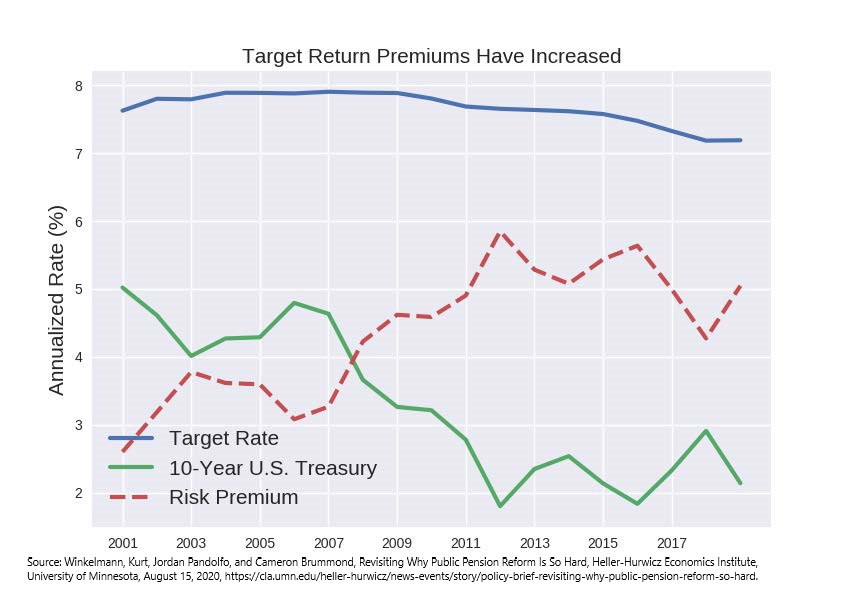 Target Return Premiums Have Increased
Annualized Rate (%)
8
7
6
5
4
3
2
Target Rate
10-Year U.S. Treasury
Risk Premium
2001 2003 2005 2007 2009 2011 2013 2015 2017
Source: Winkelmann, Kurt, Jordan Pandolfo, and Cameron Brummond, Revisiting Why Public Pension Reform Is So Hard, Heller-Hurwicz Economics Institute,
University of Minnesota, August 15, 2020, https://cla.umn.edu/heller-hurwicz/news-events/story/policy-brief-revisiting-why-public-pension-reform-so-hard.